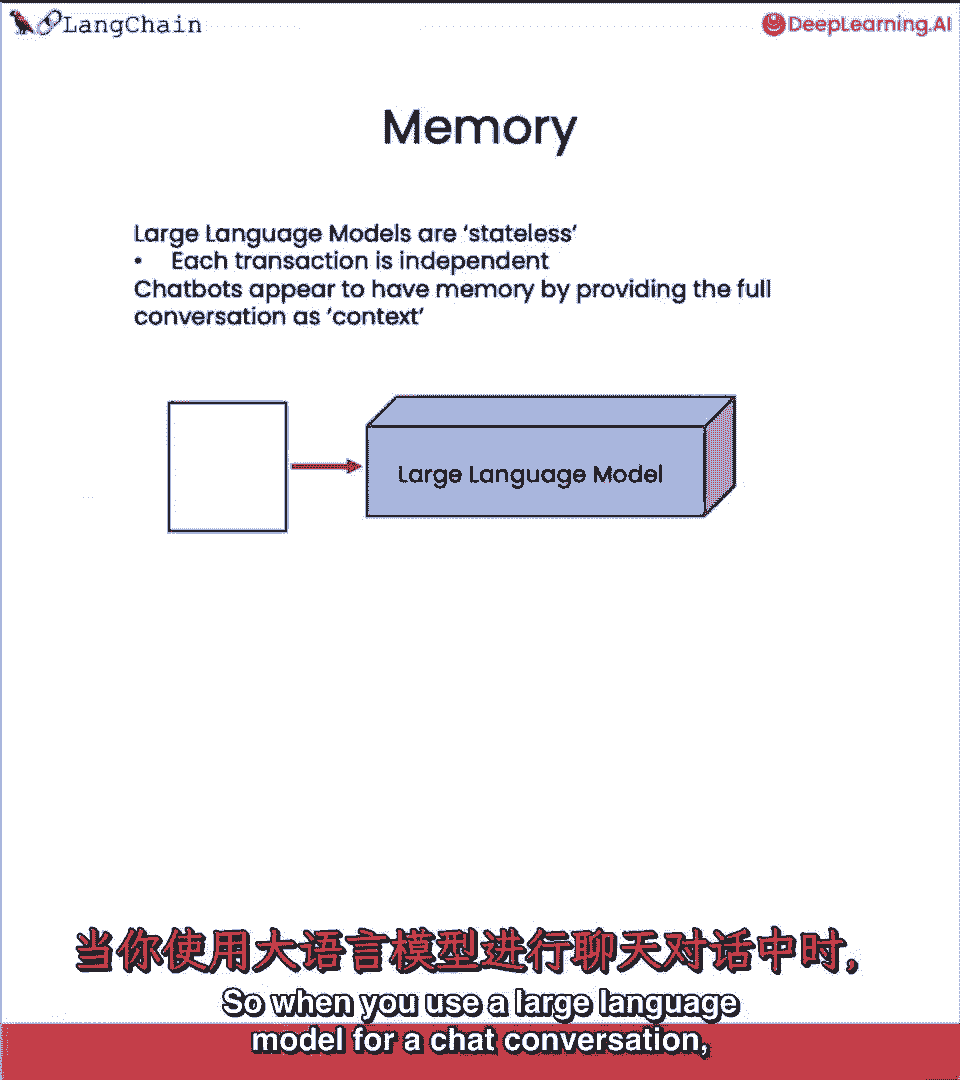 LangChain
DeepLearning.AI
Memory
Large Language Models are ‘stateless’
• Each transaction is independent
Chatbots appear to have memory by providing the full
conversation as ‘context’
Large Language Model
当你使用大语言模型进行聊天对话中时,
So when you use a large language
model for a chat conversation,